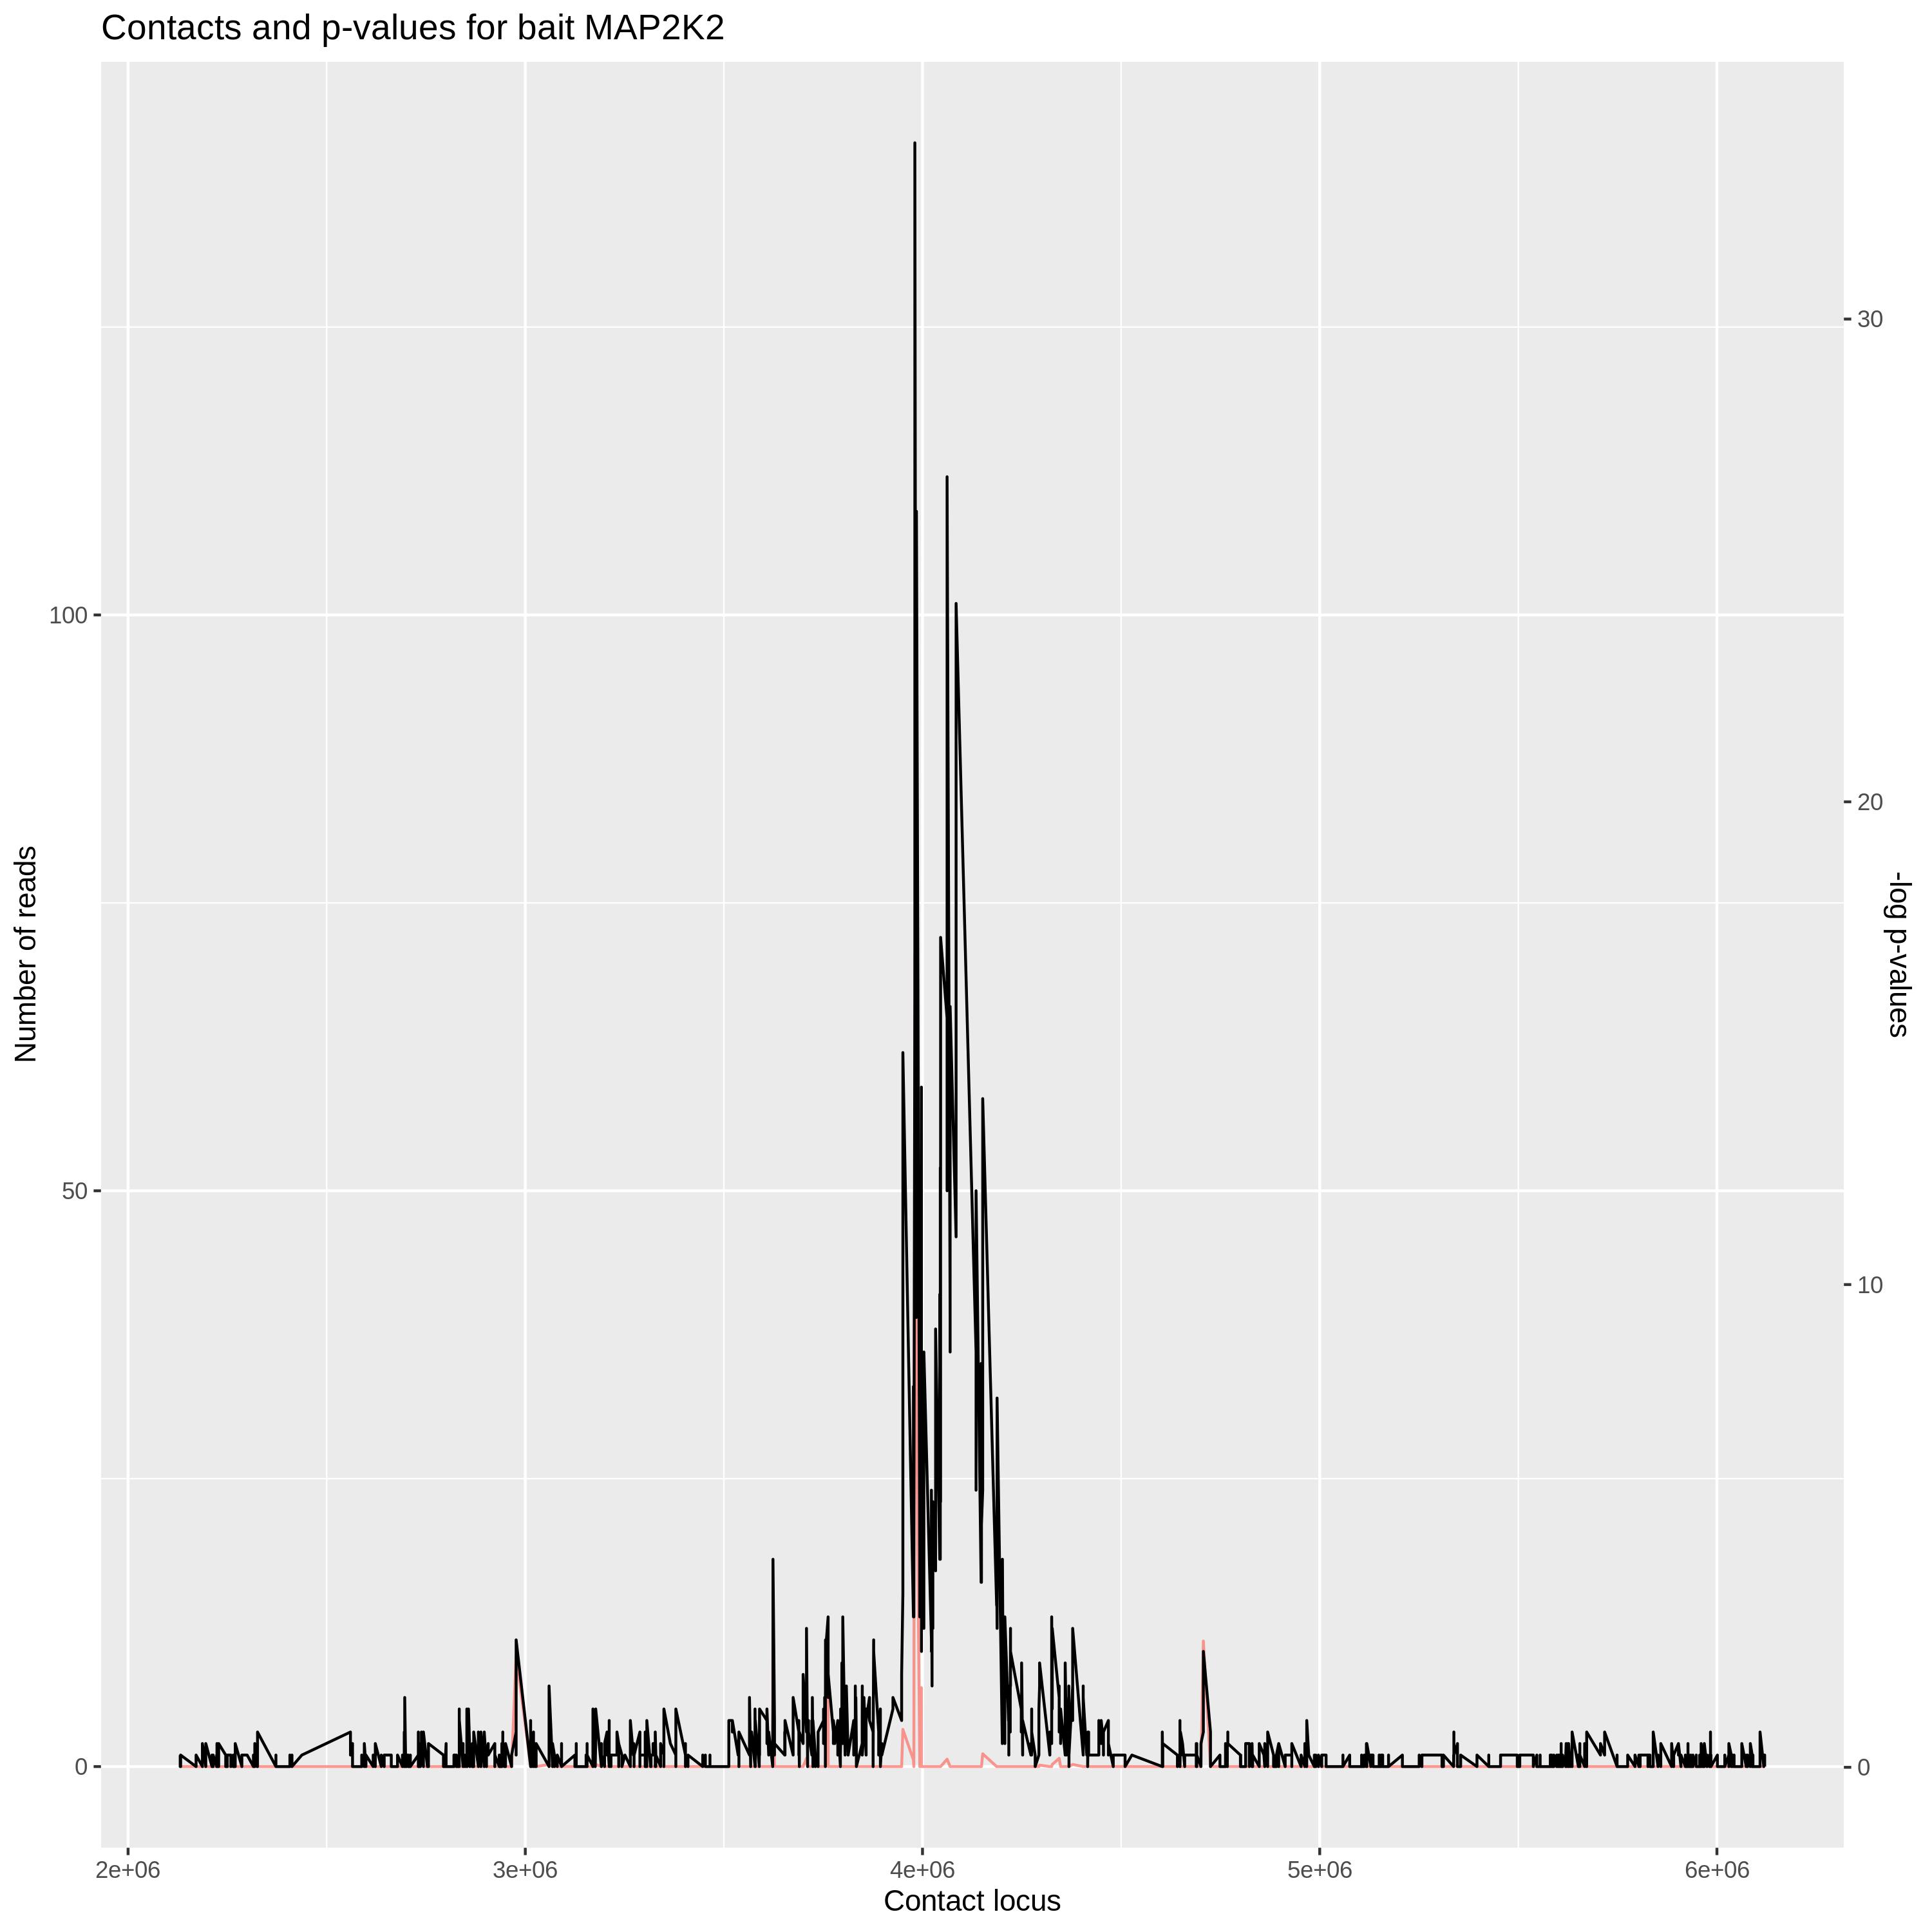 Contacts and p-values for bait MAP2K2
Number of reads
100
50
0
30
20
10
0
-log p-values
2e+06 3e+06 4e+06 5e+06 6e+06
Contact locus